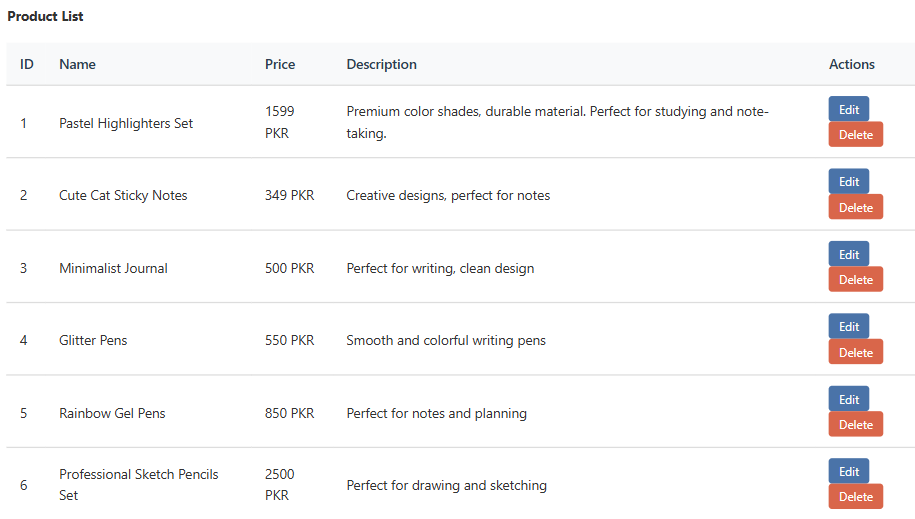 Product List
ID Name Price Description Actions
1 Pastel Highlighters Set 1599 PKR Premium color shades, durable material. Perfect for studying and note-
taking. Edit Delete
2 Cute Cat Sticky Notes 349 PKR Creative designs, perfect for notes Edit Delete
3 Minimalist Journal 500 PKR Perfect for writing, clean design Edit Delete
4 Glitter Pens 550 PKR Smooth and colorful writing pens Edit Delete
5 Rainbow Gel Pens 850 PKR Perfect for notes and planning Edit Delete
6 Professional Sketch Pencils Set 2500 PKR Perfect for drawing and sketching Edit Delete